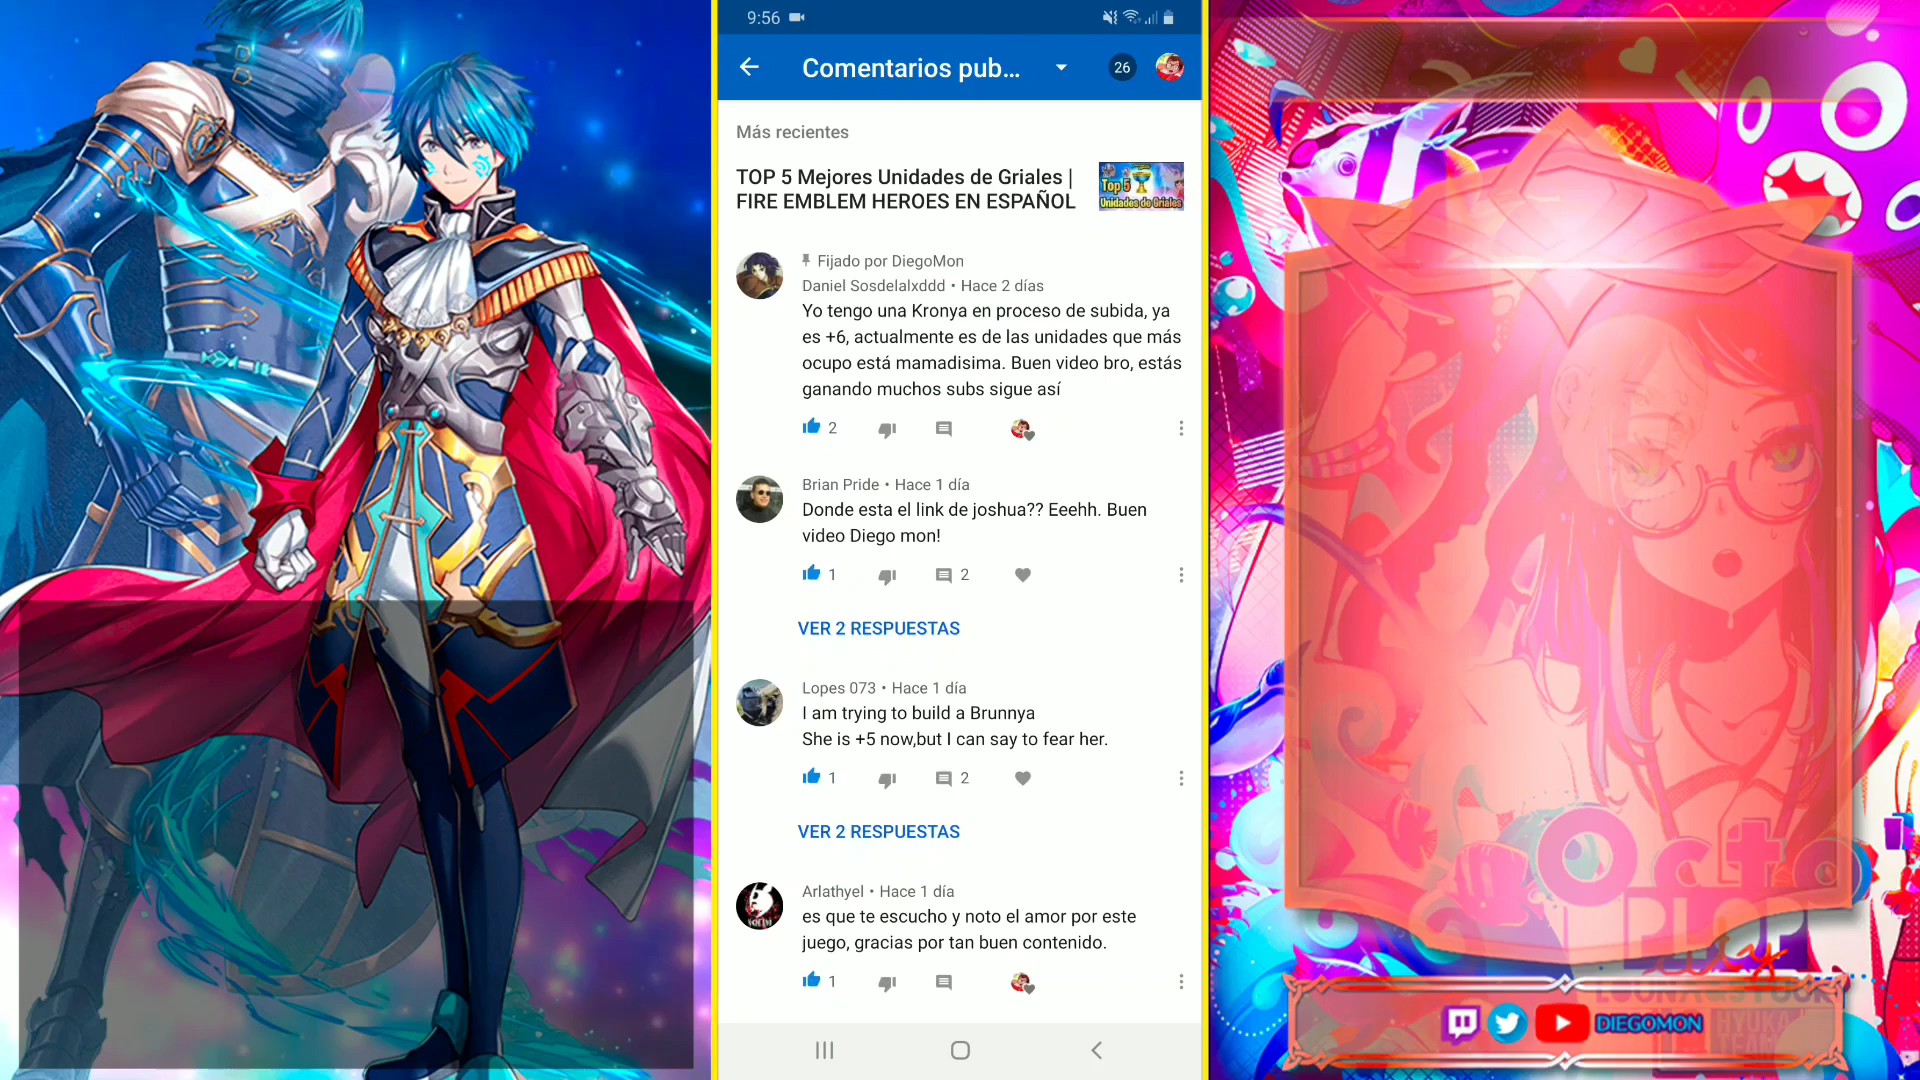 9:56
Comentarios pub...
26
Más recientes
TOP 5 Mejores Unidades de Griales |
FIRE EMBLEM HEROES EN ESPAÑOL
Top 5
Unidades de Griales
Fijado por DiegoMon
Daniel Sosdelalxddd • Hace 2 días
Yo tengo una Kronya en proceso de subida, ya
es +6, actualmente es de las unidades que más
ocupo está mamadisima. Buen video bro, estás
ganando muchos subs sigue así
2
Brian Pride • Hace 1 día
Donde esta el link de joshua?? Eeehh. Buen
video Diego mon!
1 2
VER 2 RESPUESTAS
Lopes 073 • Hace 1 día
I am trying to build a Brunnya
She is +5 now,but I can say to fear her.
1 2
VER 2 RESPUESTAS
Arlathyel • Hace 1 día
es que te escucho y noto el amor por este
juego, gracias por tan buen contenido.
1
Octo
PLOP
DIEGOMON
HYUKA
TEAM